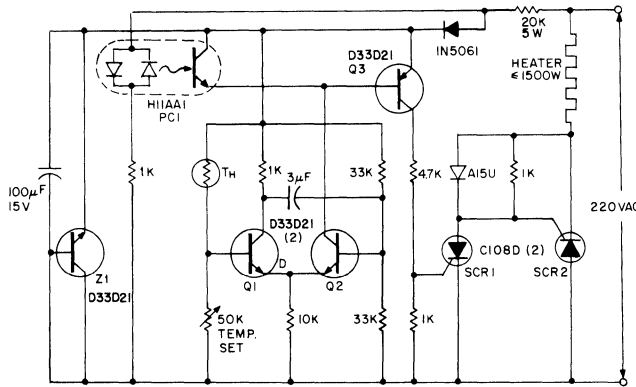 20K
5W
1N5061
D33D21
Q3
HEATER
≤1500W
H11AA1
PC1
1K
TH
1K
3μF
33K
4.7K
A15U
1K
100μF
15V
220VAC
D33D21
(2)
D
Z1
D33D21
Q1
Q2
C108D (2)
SCR1
SCR2
50K
TEMP.
SET
10K
33K
1K